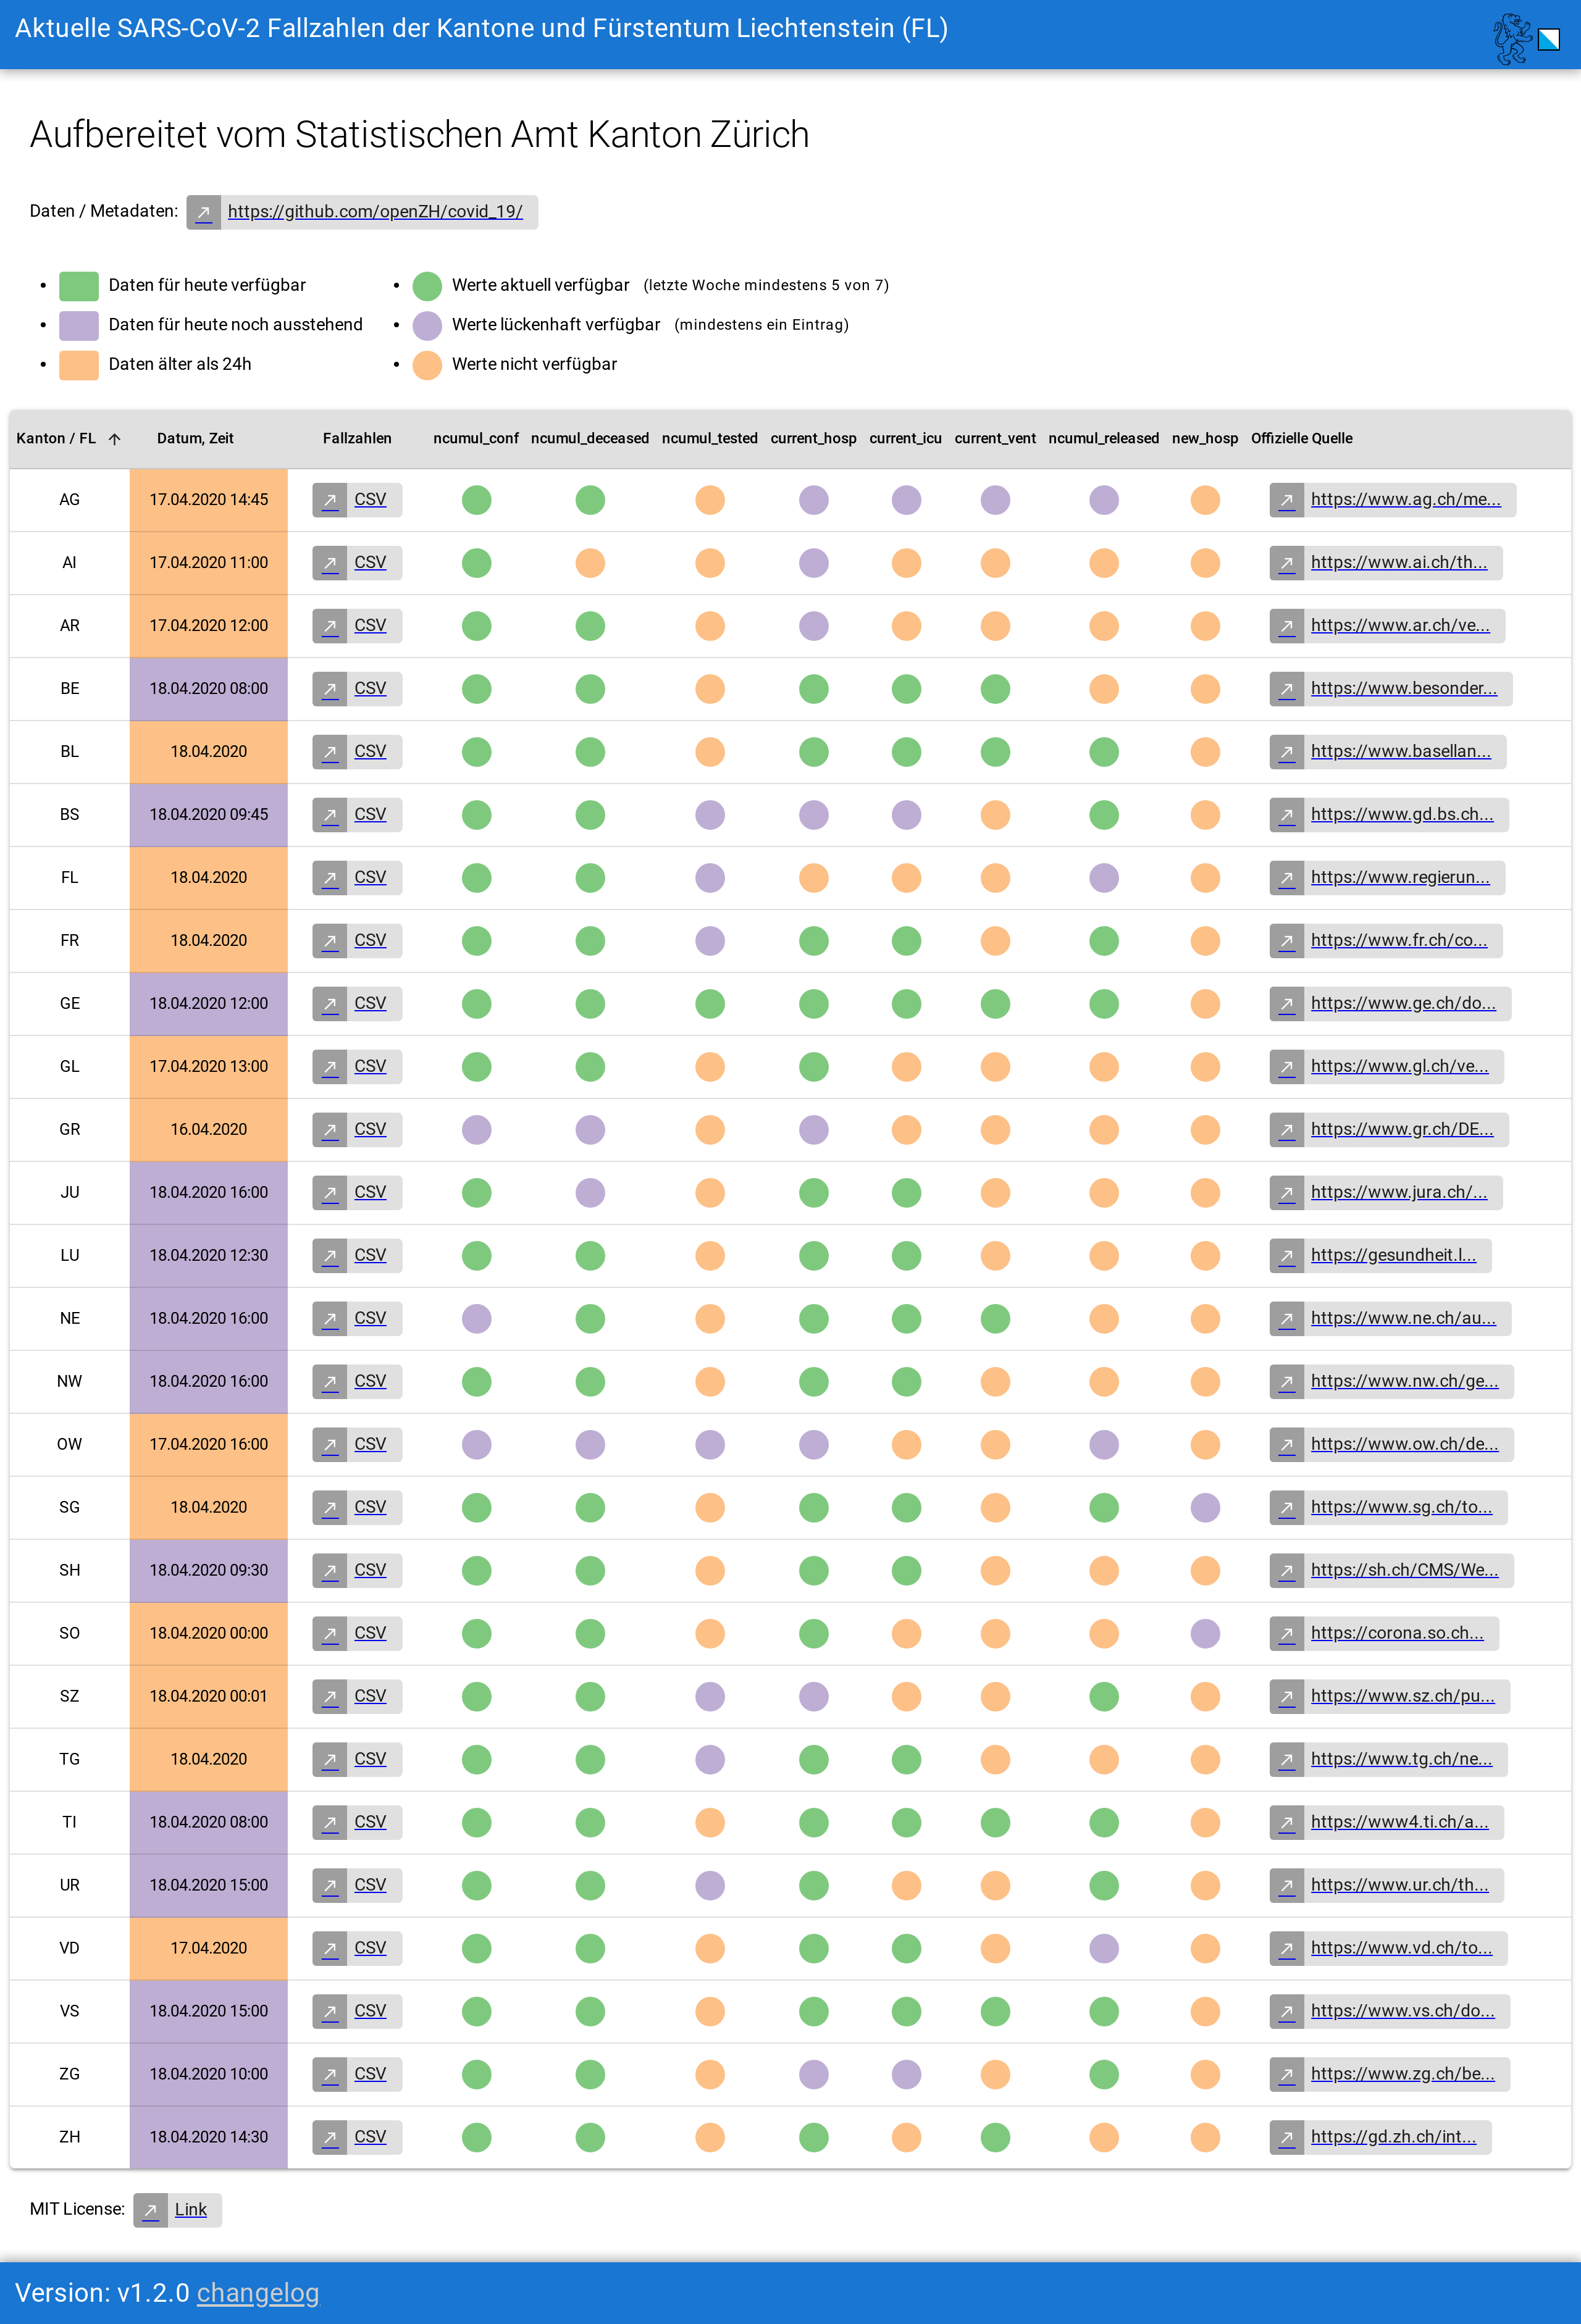 Aktuelle SARS-CoV-2 Fallzahlen der Kantone und Fürstentum Liechtenstein (FL)
Aufbereitet vom Statistischen Amt Kanton Zürich
Daten / Metadaten: https://github.com/openZH/covid_19/
Daten für heute verfügbar Werte aktuell verfügbar (letzte Woche mindestens 5 von 7)
Daten für heute noch ausstehend Werte lückenhaft verfügbar (mindestens ein Eintrag)
Daten älter als 24h Werte nicht verfügbar
Kanton / FL Datum, Zeit Fallzahlen ncumul_conf ncumul_deceased ncumul_tested current_hosp current_icu current_vent ncumul_released new_hosp Offizielle Quelle
AG 17.04.2020 14:45 CSV https://www.ag.ch/me...
AI 17.04.2020 11:00 CSV https://www.ai.ch/th...
AR 17.04.2020 12:00 CSV https://www.ar.ch/ve...
BE 18.04.2020 08:00 CSV https://www.besonder...
BL 18.04.2020 CSV https://www.basellan...
BS 18.04.2020 09:45 CSV https://www.gd.bs.ch...
FL 18.04.2020 CSV https://www.regierun...
FR 18.04.2020 CSV https://www.fr.ch/co...
GE 18.04.2020 12:00 CSV https://www.ge.ch/do...
GL 17.04.2020 13:00 CSV https://www.gl.ch/ve...
GR 16.04.2020 CSV https://www.gr.ch/DE...
JU 18.04.2020 16:00 CSV https://www.jura.ch/...
LU 18.04.2020 12:30 CSV https://gesundheit.l...
NE 18.04.2020 16:00 CSV https://www.ne.ch/au...
NW 18.04.2020 16:00 CSV https://www.nw.ch/ge...
OW 17.04.2020 16:00 CSV https://www.ow.ch/de...
SG 18.04.2020 CSV https://www.sg.ch/to...
SH 18.04.2020 09:30 CSV https://sh.ch/CMS/We...
SO 18.04.2020 00:00 CSV https://corona.so.ch...
SZ 18.04.2020 00:01 CSV https://www.sz.ch/pu...
TG 18.04.2020 CSV https://www.tg.ch/ne...
TI 18.04.2020 08:00 CSV https://www4.ti.ch/a...
UR 18.04.2020 15:00 CSV https://www.ur.ch/th...
VD 17.04.2020 CSV https://www.vd.ch/to...
VS 18.04.2020 15:00 CSV https://www.vs.ch/do...
ZG 18.04.2020 10:00 CSV https://www.zg.ch/be...
ZH 18.04.2020 14:30 CSV https://gd.zh.ch/int...
MIT License: Link
Version: v1.2.0 changelog